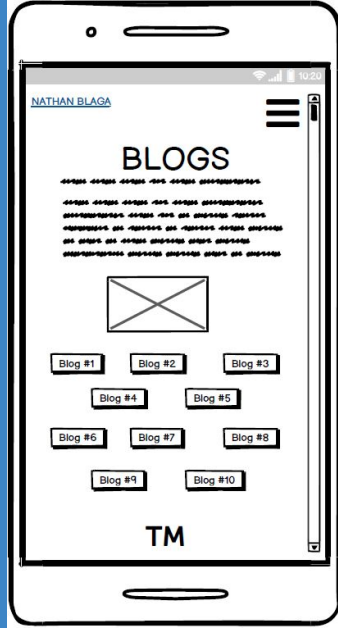 10:20
NATHAN BLAGA
BLOGS
Blog #1 Blog #2 Blog #3
Blog #4 Blog #5
Blog #6 Blog #7 Blog #8
Blog #9 Blog #10
TM